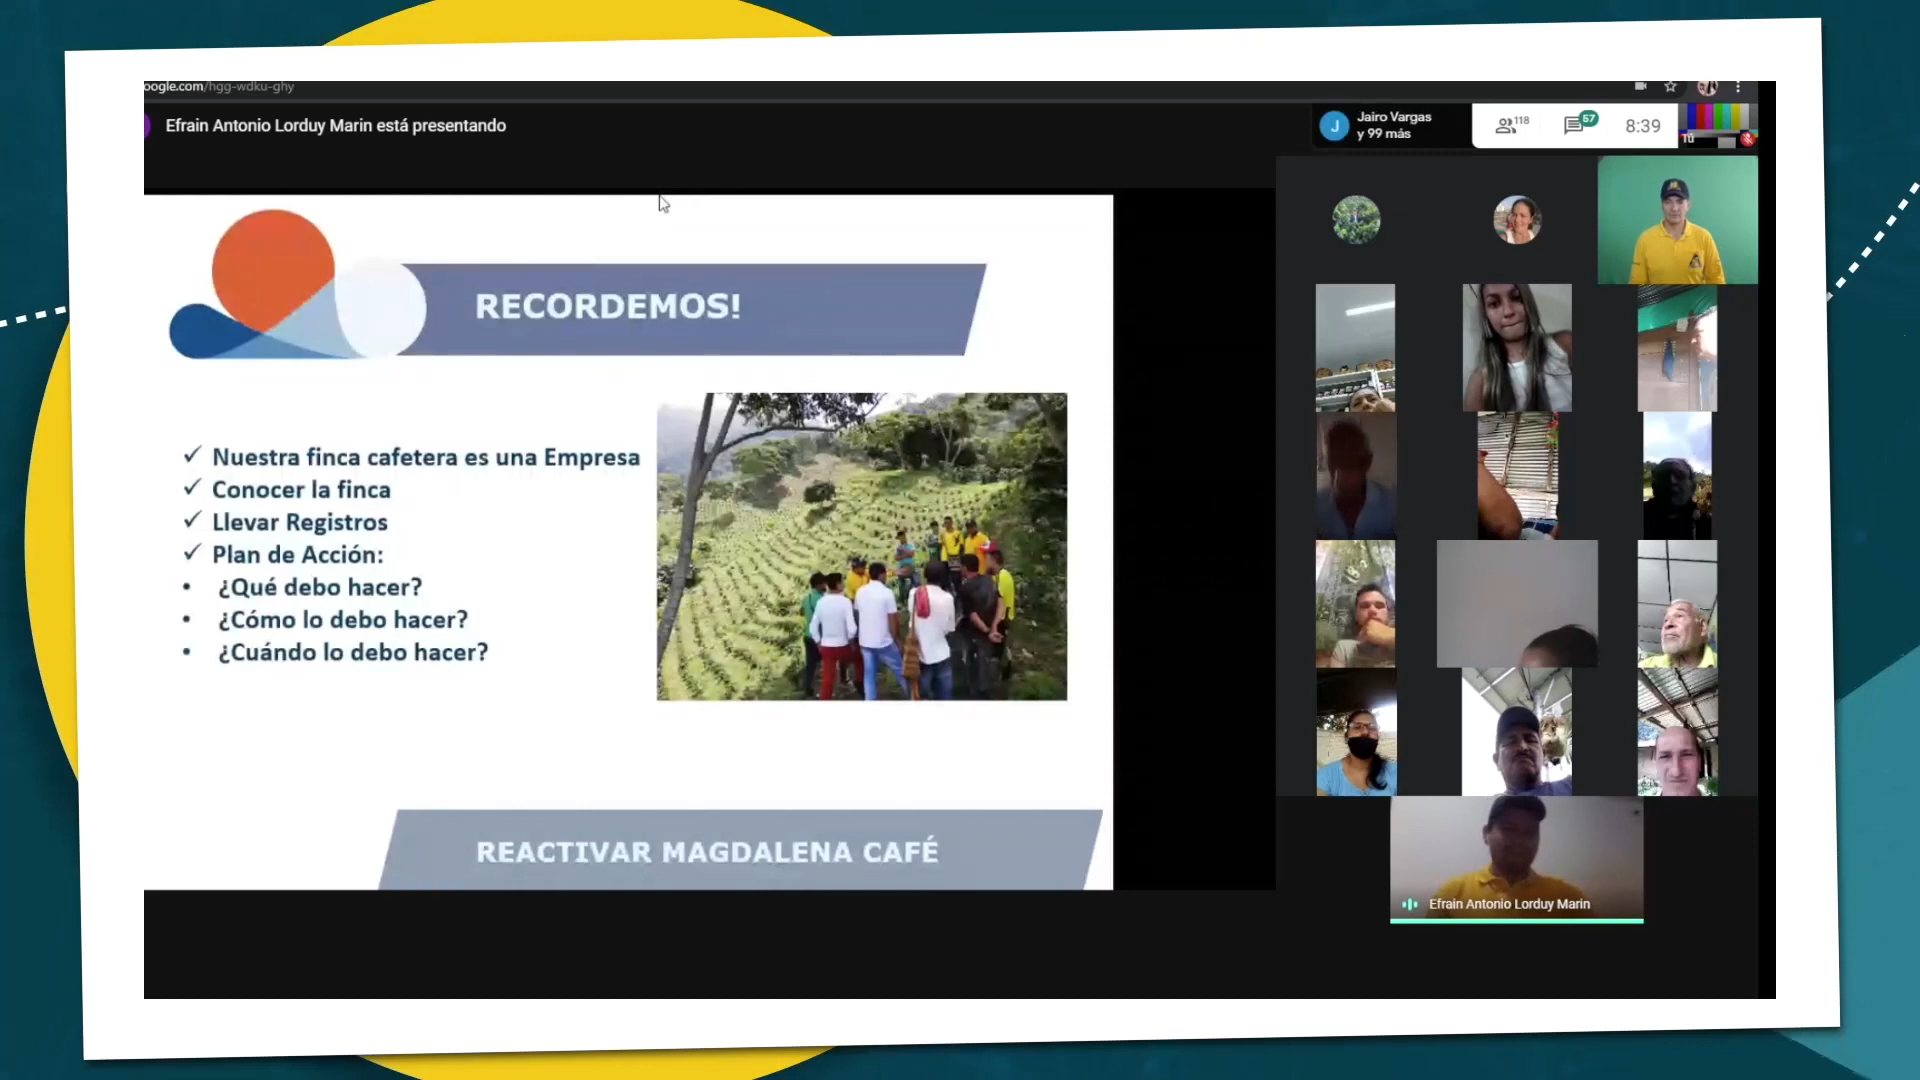 oogle.com/hgg-wdku-ghy
Efrain Antonio Lorduy Marin está presentando
J
Jairo Vargas
y 99 más
118
57
8:39
Tú
RECORDEMOS!
✓ Nuestra finca cafetera es una Empresa
✓ Conocer la finca
✓ Llevar Registros
✓ Plan de Acción:
• ¿Qué debo hacer?
• ¿Cómo lo debo hacer?
• ¿Cuándo lo debo hacer?
REACTIVAR MAGDALENA CAFÉ
Efrain Antonio Lorduy Marin